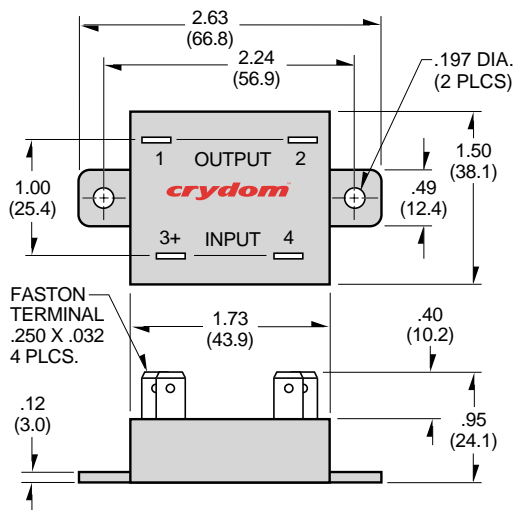 2.63
(66.8)
2.24
(56.9)
.197 DIA.
(2 PLCS)
1 OUTPUT 2
crydom
1.00
(25.4)
.49
(12.4)
1.50
(38.1)
3+ INPUT 4
FASTON
TERMINAL
.250 X .032
4 PLCS.
1.73
(43.9)
.40
(10.2)
.12
(3.0)
.95
(24.1)